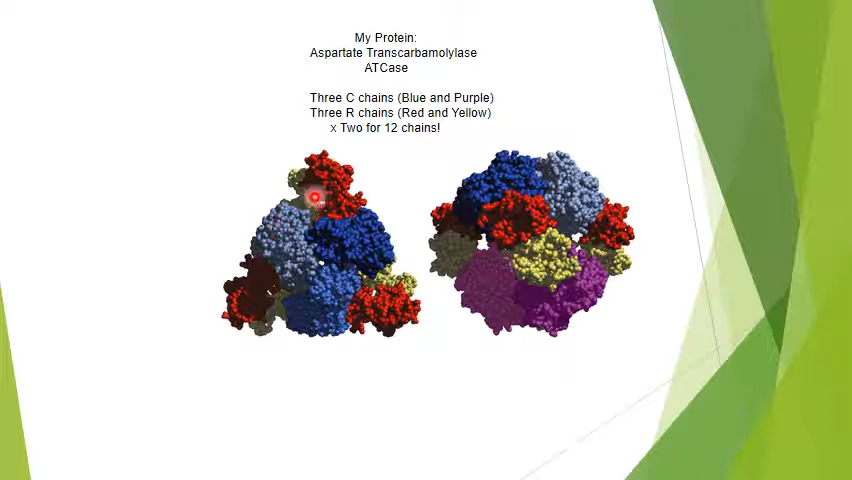 My Protein:
Aspartate Transcarbamolylase
ATCase
Three C chains (Blue and Purple)
Three R chains (Red and Yellow)
x Two for 12 chains!